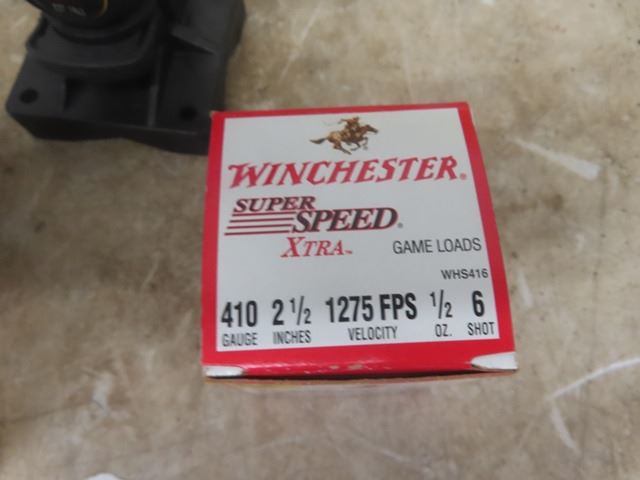 WINCHESTER®
SUPER
SPEED®
XTRA™
GAME LOADS
WHS416
410 2 1/2 1275 FPS 1/2 6
GAUGE INCHES VELOCITY OZ. SHOT